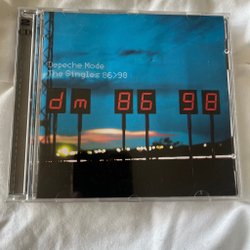 Depeche Mode
The Singles 86>98
dm 86 98